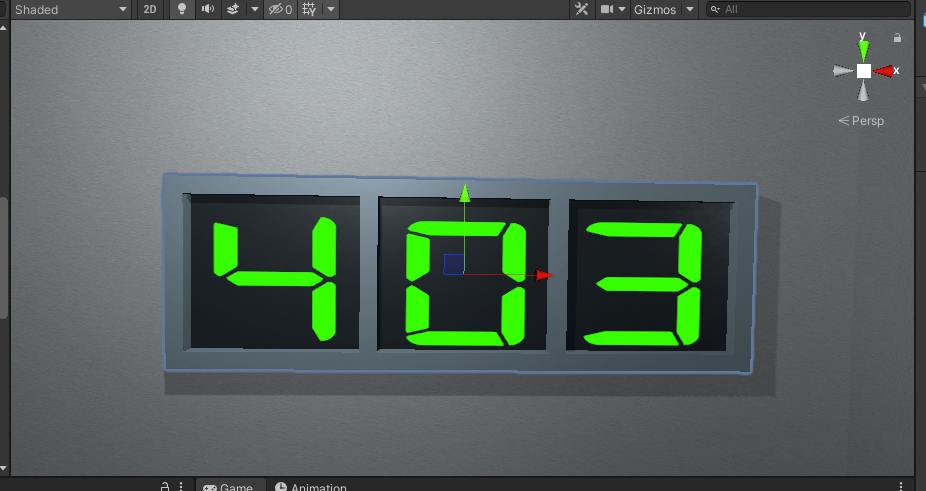 Shaded 2D 0 Gizmos All
y
x
Persp
403
Game Animation